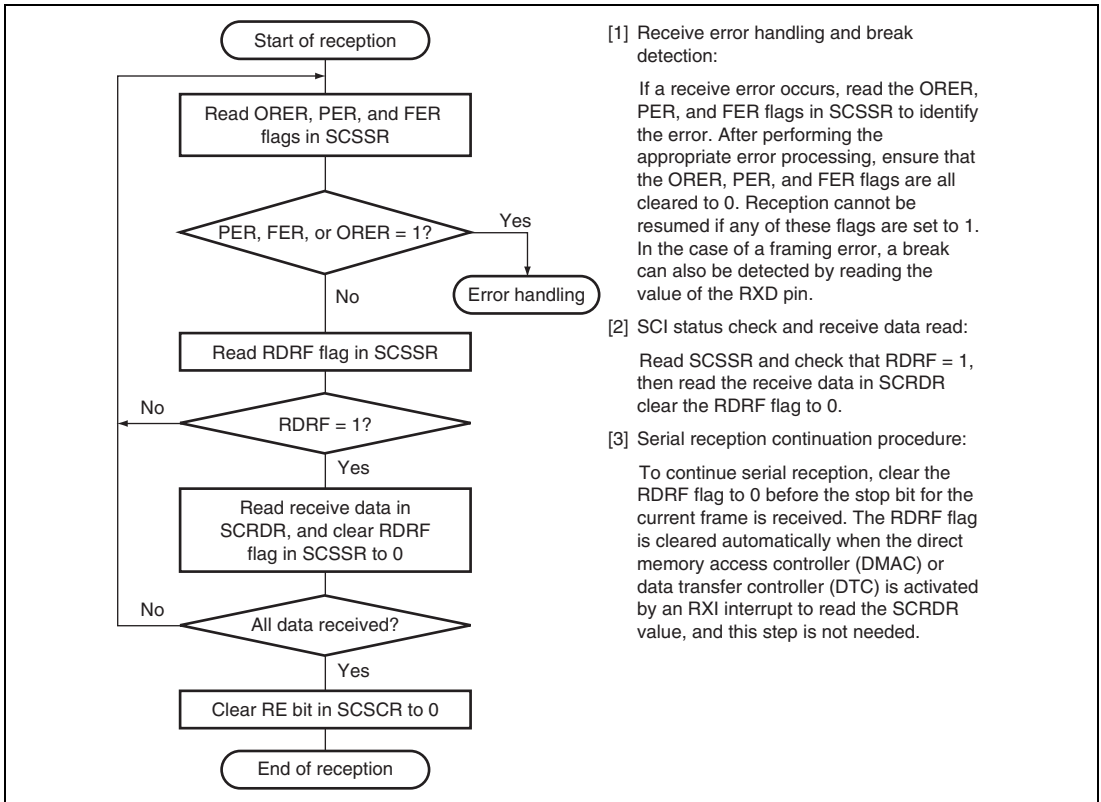 Start of reception
Read ORER, PER, and FER
flags in SCSSR
PER, FER, or ORER = 1?
Yes
Error handling
No
Read RDRF flag in SCSSR
No
RDRF = 1?
Yes
Read receive data in
SCRDR, and clear RDRF
flag in SCSSR to 0
No
All data received?
Yes
Clear RE bit in SCSCR to 0
End of reception
[1] Receive error handling and break
detection:
If a receive error occurs, read the ORER,
PER, and FER flags in SCSSR to identify
the error. After performing the
appropriate error processing, ensure that
the ORER, PER, and FER flags are all
cleared to 0. Reception cannot be
resumed if any of these flags are set to 1.
In the case of a framing error, a break
can also be detected by reading the
value of the RXD pin.
[2] SCI status check and receive data read:
Read SCSSR and check that RDRF = 1,
then read the receive data in SCRDR
clear the RDRF flag to 0.
[3] Serial reception continuation procedure:
To continue serial reception, clear the
RDRF flag to 0 before the stop bit for the
current frame is received. The RDRF flag
is cleared automatically when the direct
memory access controller (DMAC) or
data transfer controller (DTC) is activated
by an RXI interrupt to read the SCRDR
value, and this step is not needed.